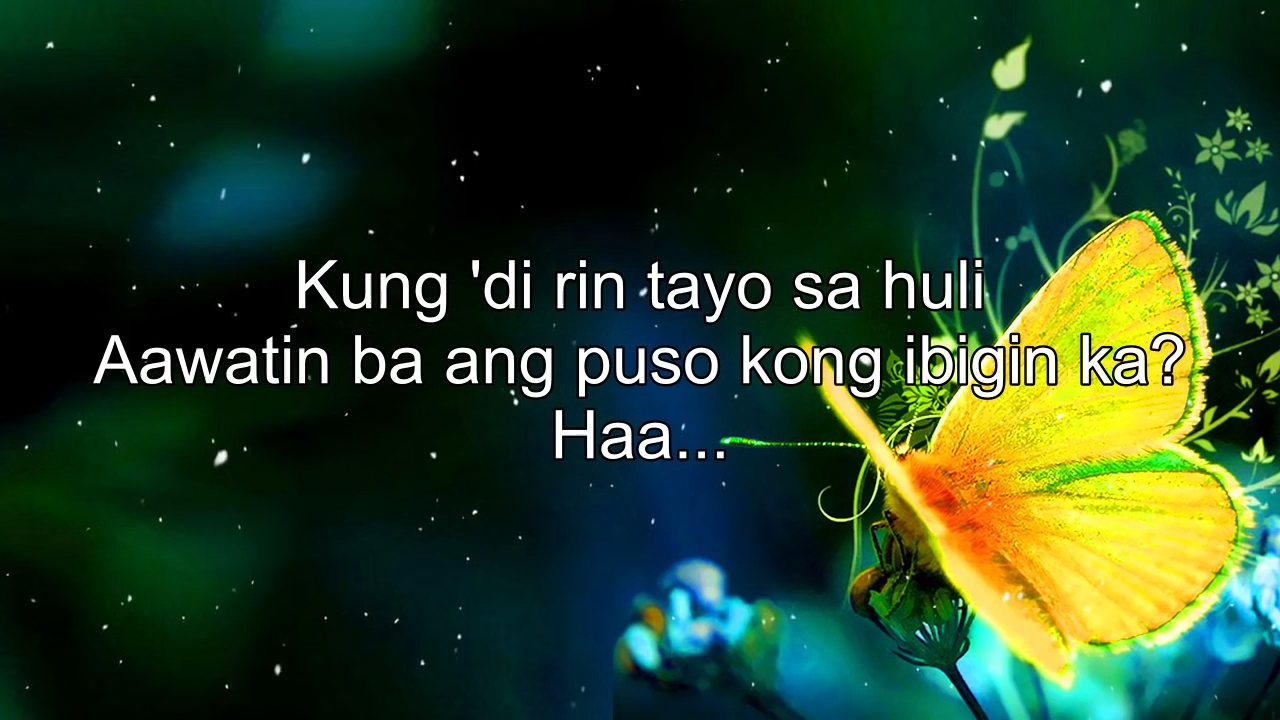 Kung 'di rin tayo sa huli
Aawatin ba ang puso kong ibigin ka?
Haa...